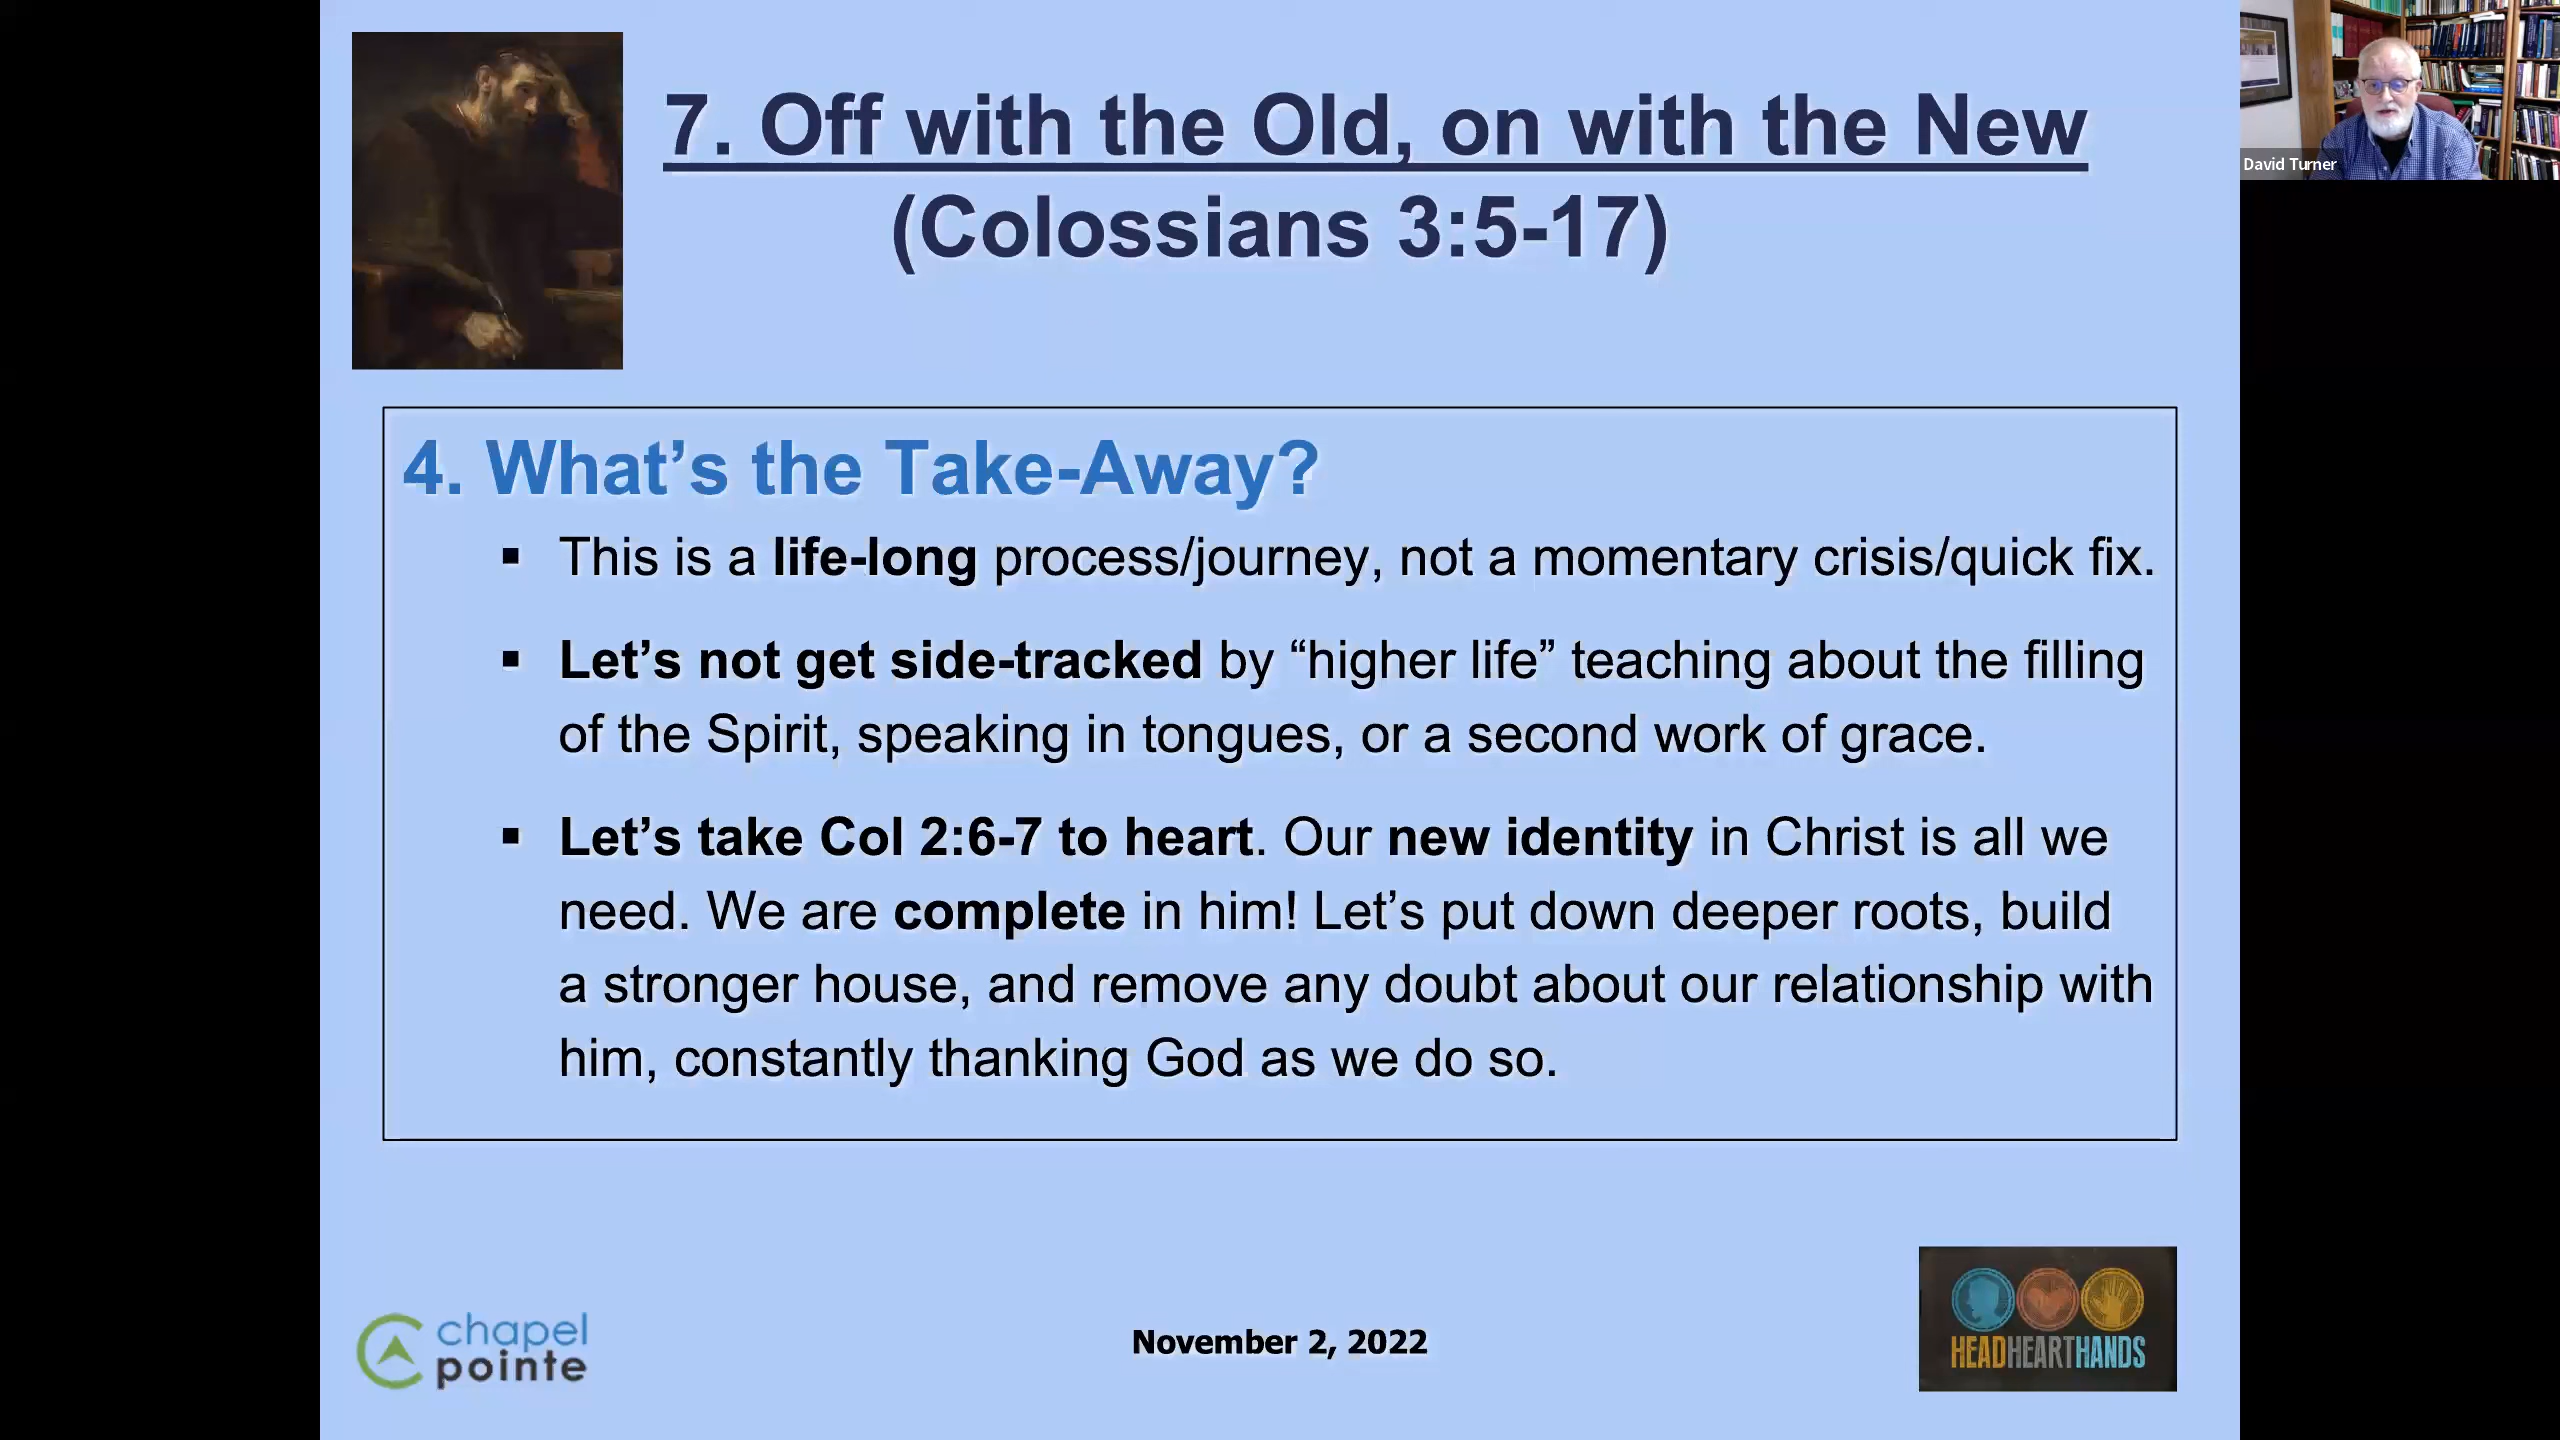 7. Off with the Old, on with the New
(Colossians 3:5-17)
David Turner
4. What’s the Take-Away?
▪ This is a life-long process/journey, not a momentary crisis/quick fix.
▪ Let’s not get side-tracked by “higher life” teaching about the filling
of the Spirit, speaking in tongues, or a second work of grace.
▪ Let’s take Col 2:6-7 to heart. Our new identity in Christ is all we
need. We are complete in him! Let’s put down deeper roots, build
a stronger house, and remove any doubt about our relationship with
him, constantly thanking God as we do so.
chapel
pointe
November 2, 2022
HEADHEARTHANDS